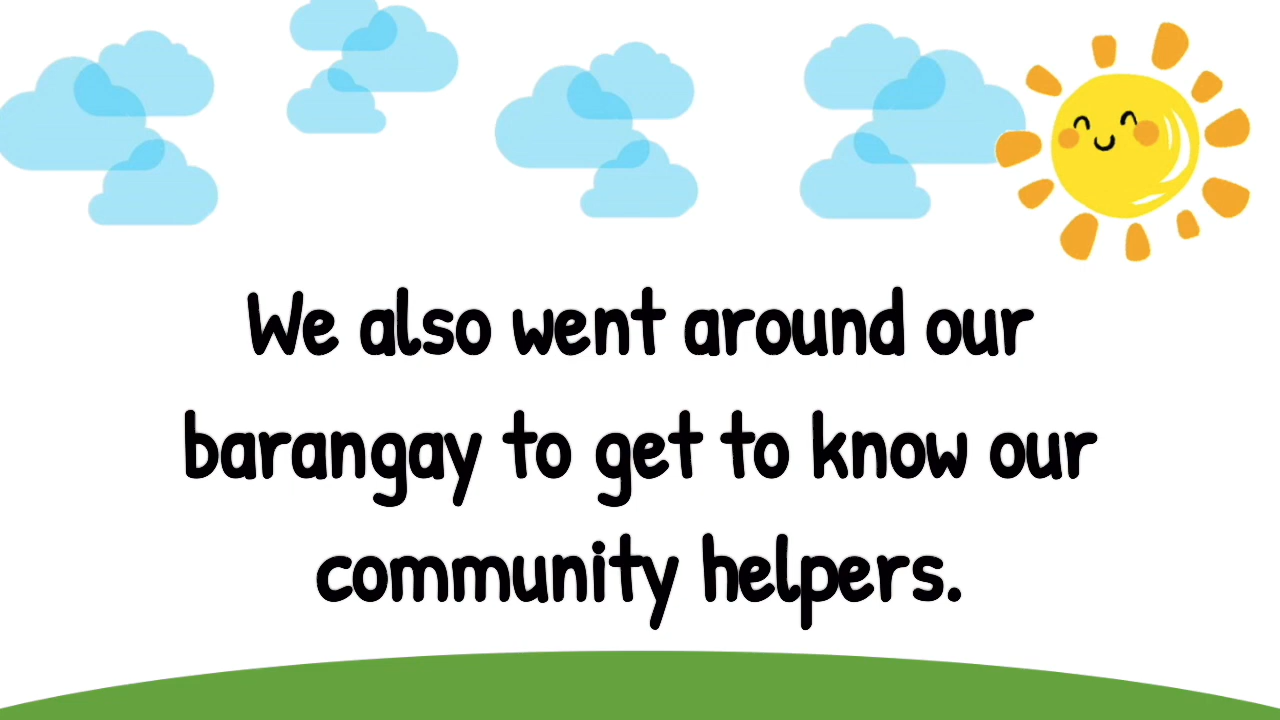 We also went around our
barangay to get to know our
community helpers.